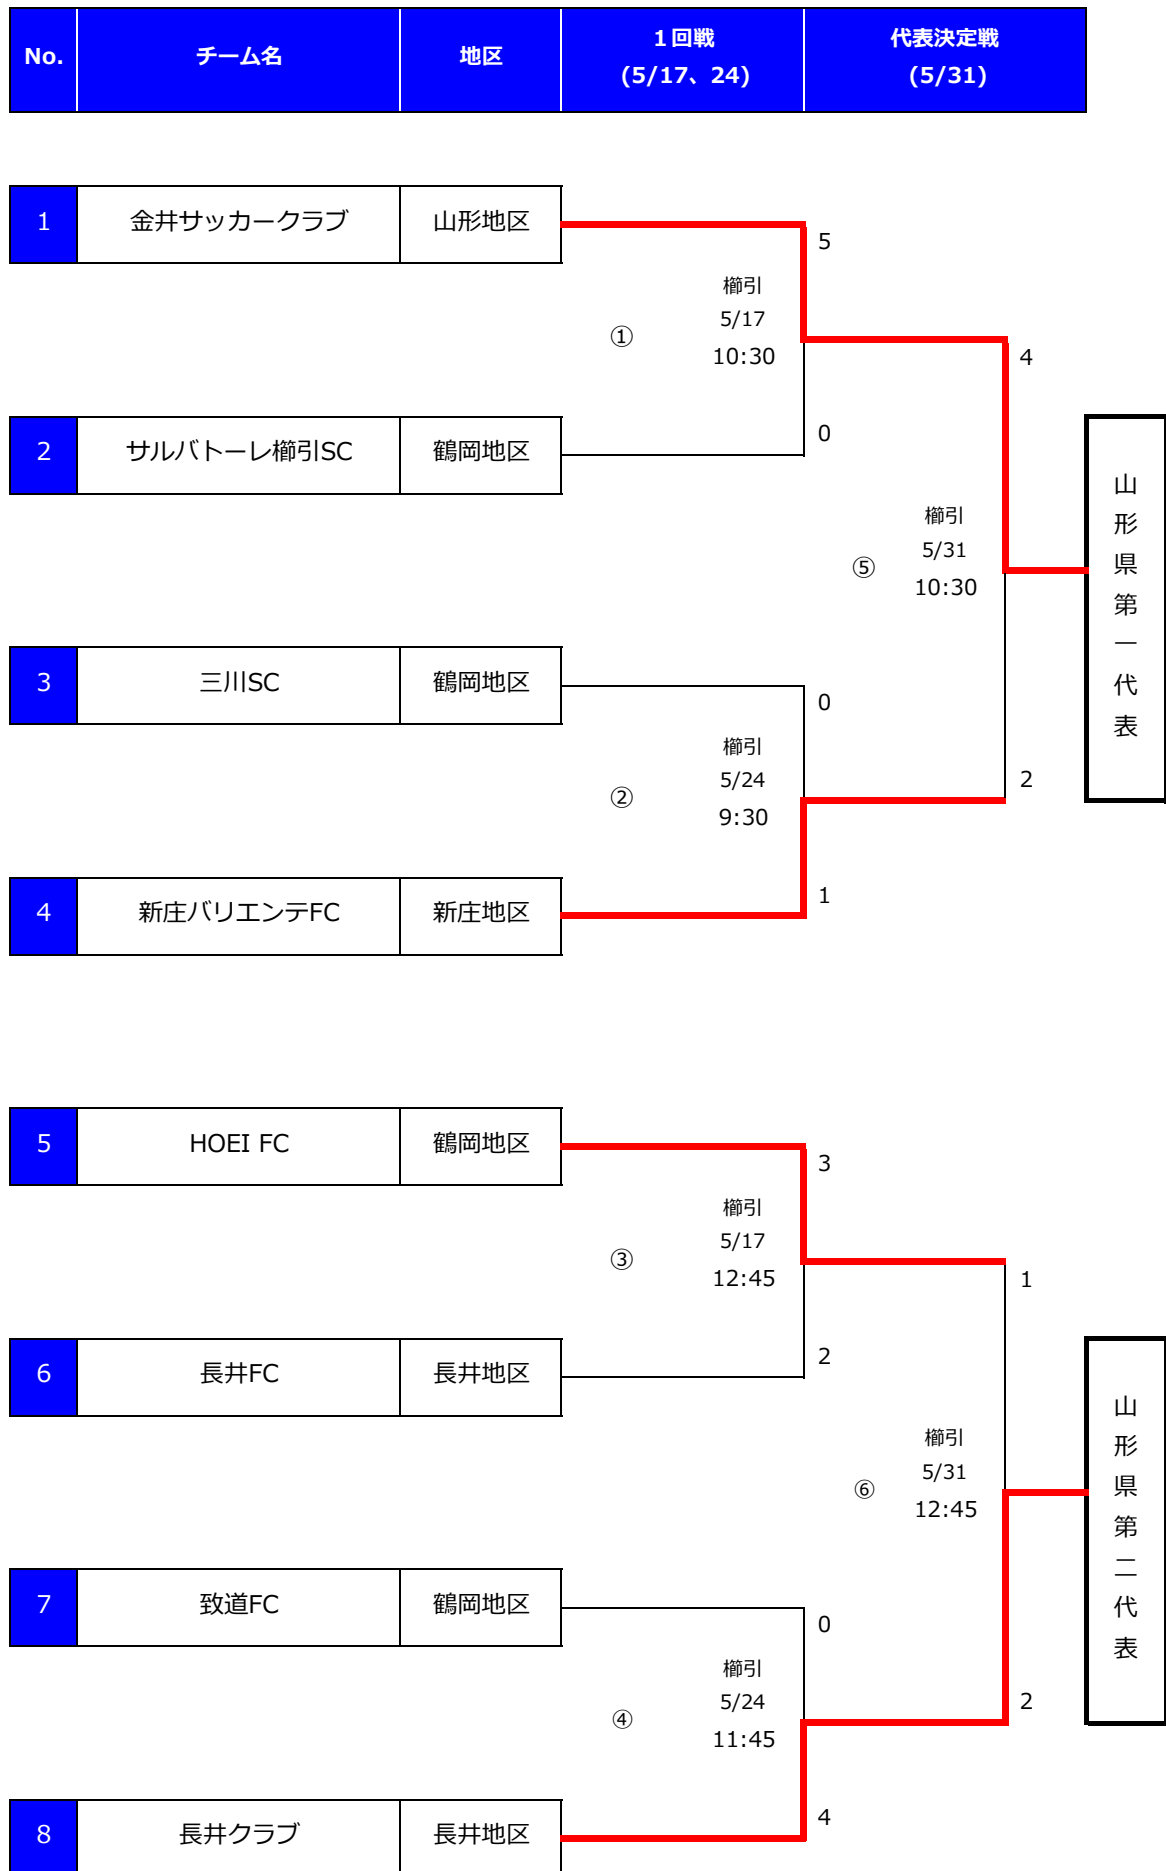 No. チーム名 地区 1回戦 代表決定戦
(5/17、24) (5/31)
1 金井サッカークラブ 山形地区
5
櫛引
5/17
① 10:30
4
0
2 サルバトーレ櫛引SC 鶴岡地区
櫛引
5/31
⑤ 10:30
山形県第一代表
3 三川SC 鶴岡地区
0
櫛引
5/24
② 9:30
2
1
4 新庄バリエンテFC 新庄地区
5 HOEI FC 鶴岡地区
3
櫛引
5/17
③ 12:45
1
2
6 長井FC 長井地区
櫛引
5/31
⑥ 12:45
山形県第二代表
7 致道FC 鶴岡地区
0
櫛引
5/24
④ 11:45
2
4
8 長井クラブ 長井地区